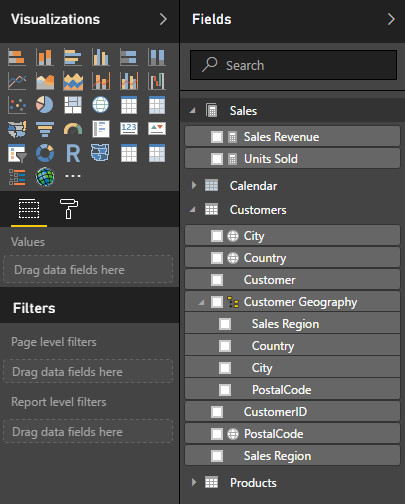 Visualizations
R
123
...
Values
Drag data fields here
Filters
Page level filters
Drag data fields here
Report level filters
Drag data fields here
Fields
Search
Sales
Sales Revenue
Units Sold
Calendar
Customers
City
Country
Customer
Customer Geography
Sales Region
Country
City
PostalCode
CustomerID
PostalCode
Sales Region
Products